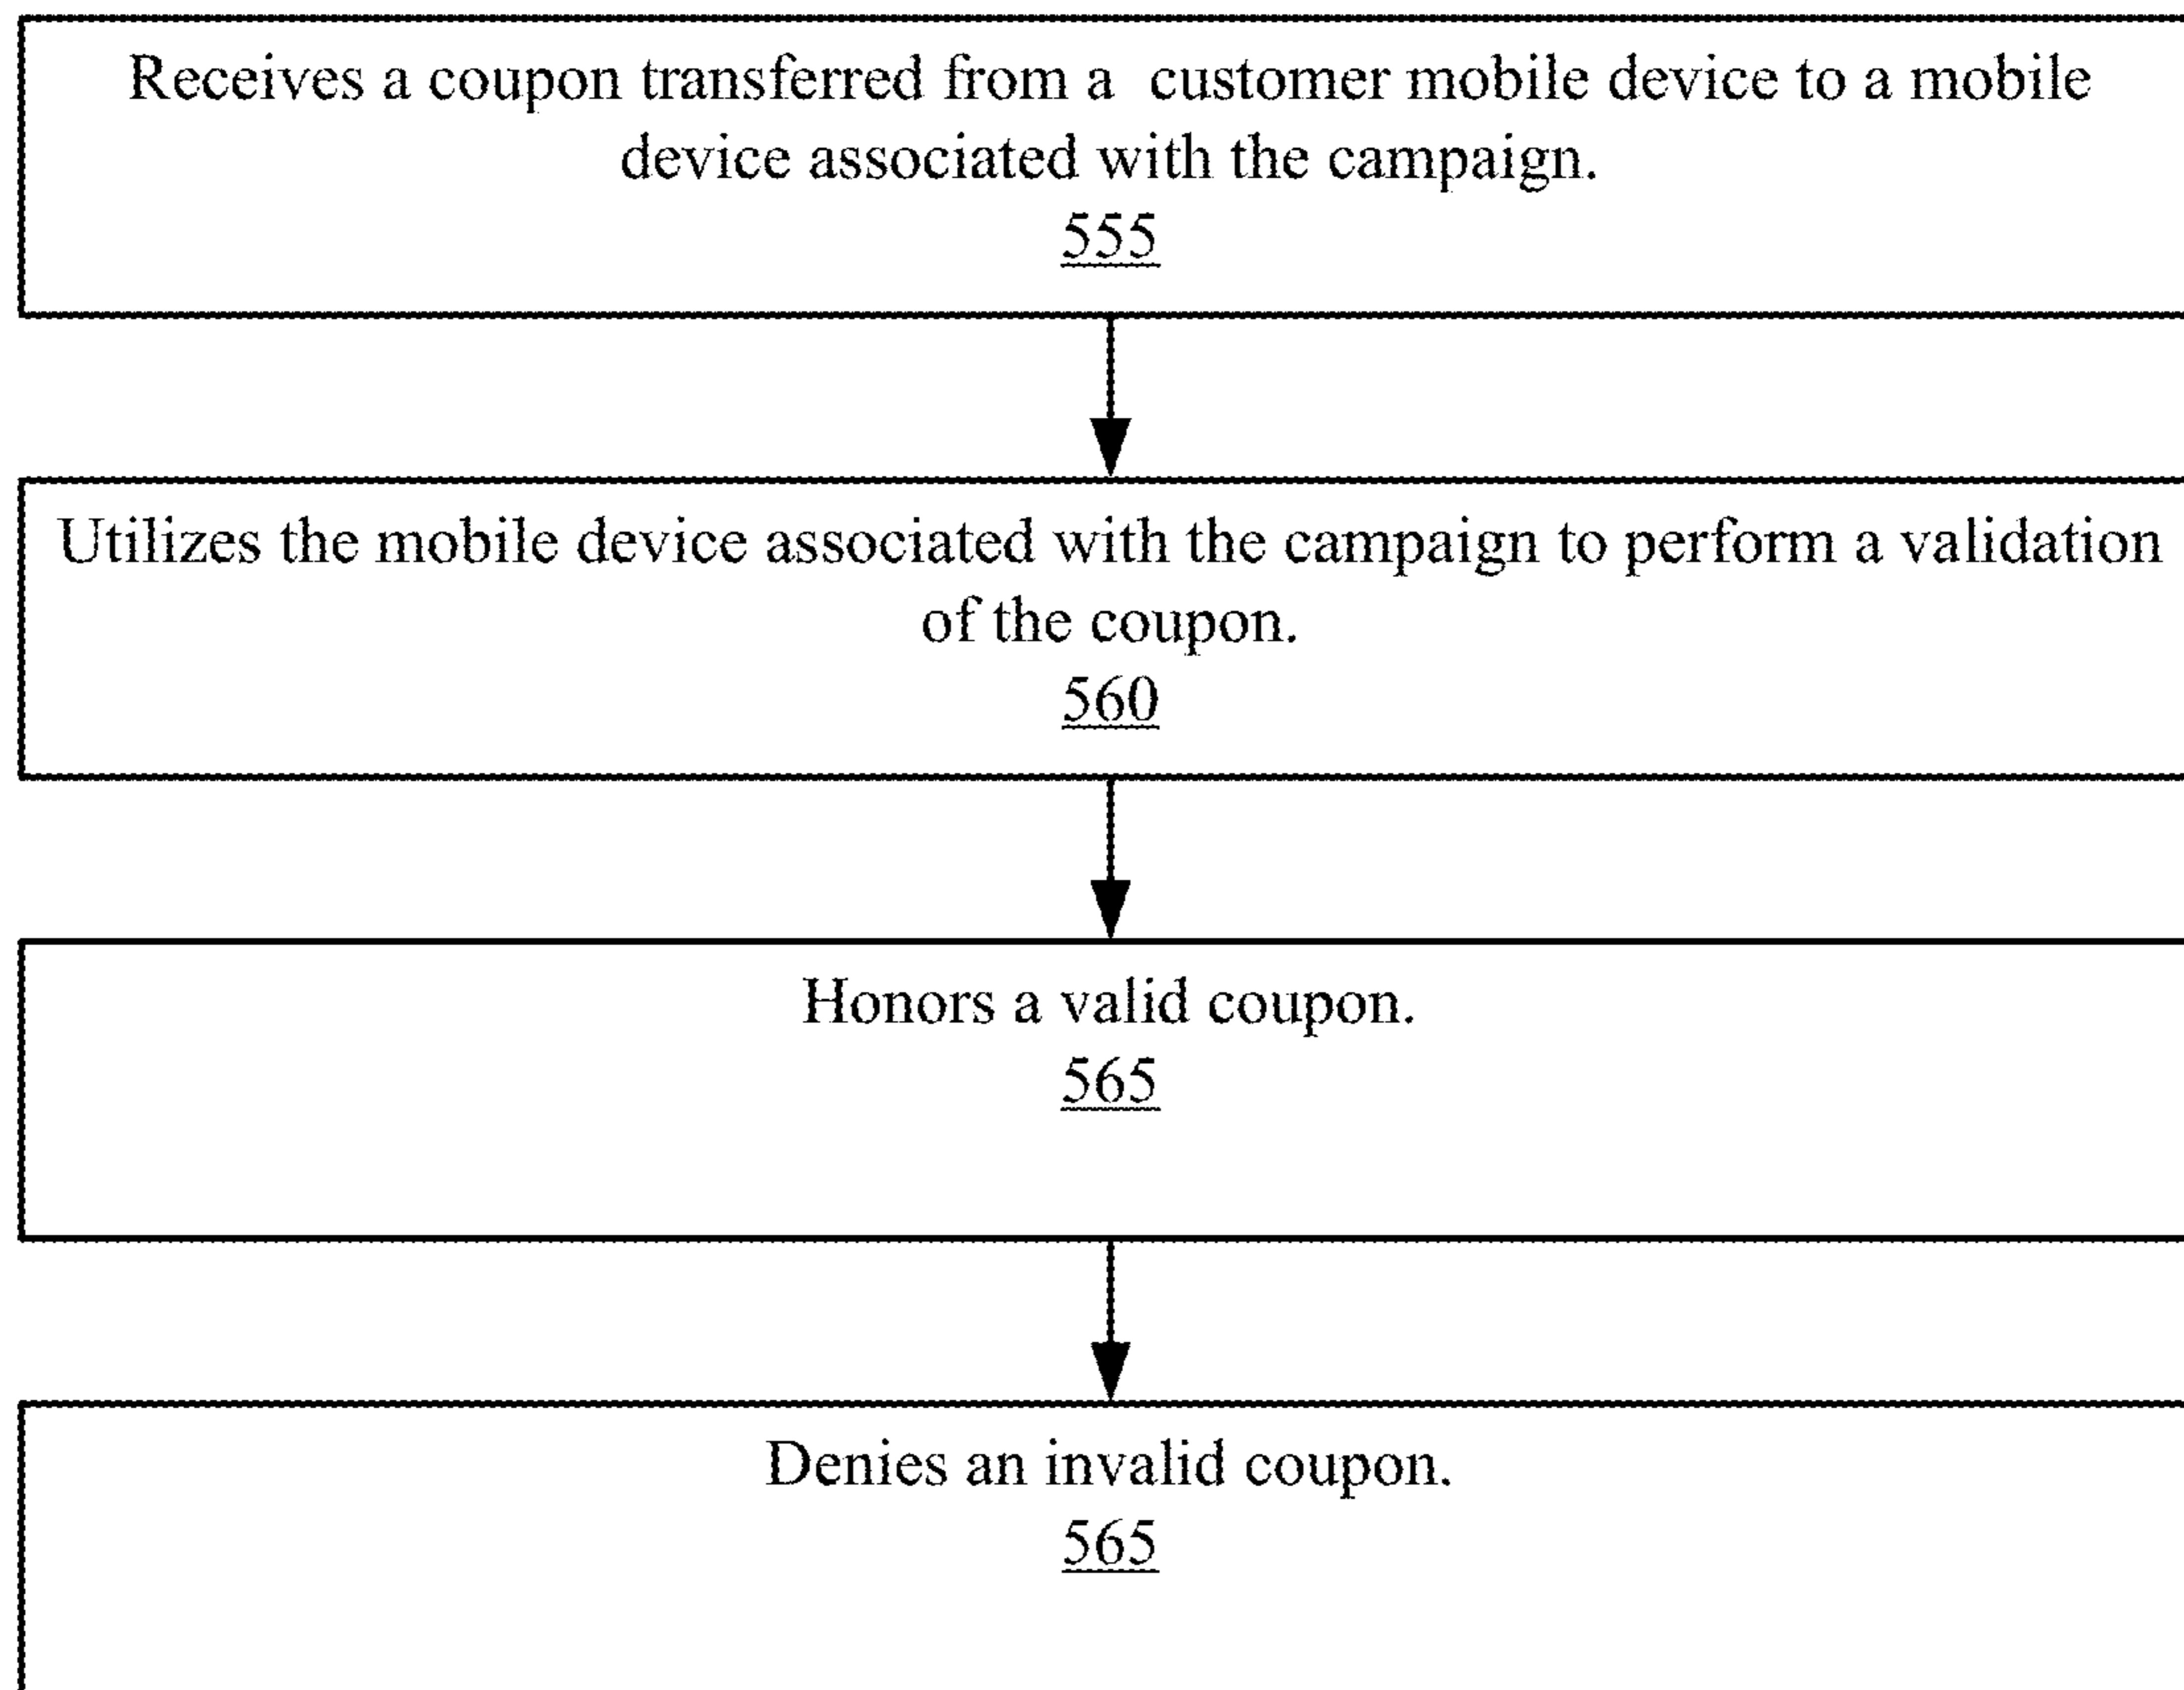 Receives a coupon transferred from a customer mobile device to a mobile
device associated with the campaign.
555
Utilizes the mobile device associated with the campaign to perform a validation
of the coupon.
560
Honors a valid coupon.
565
Denies an invalid coupon.
565